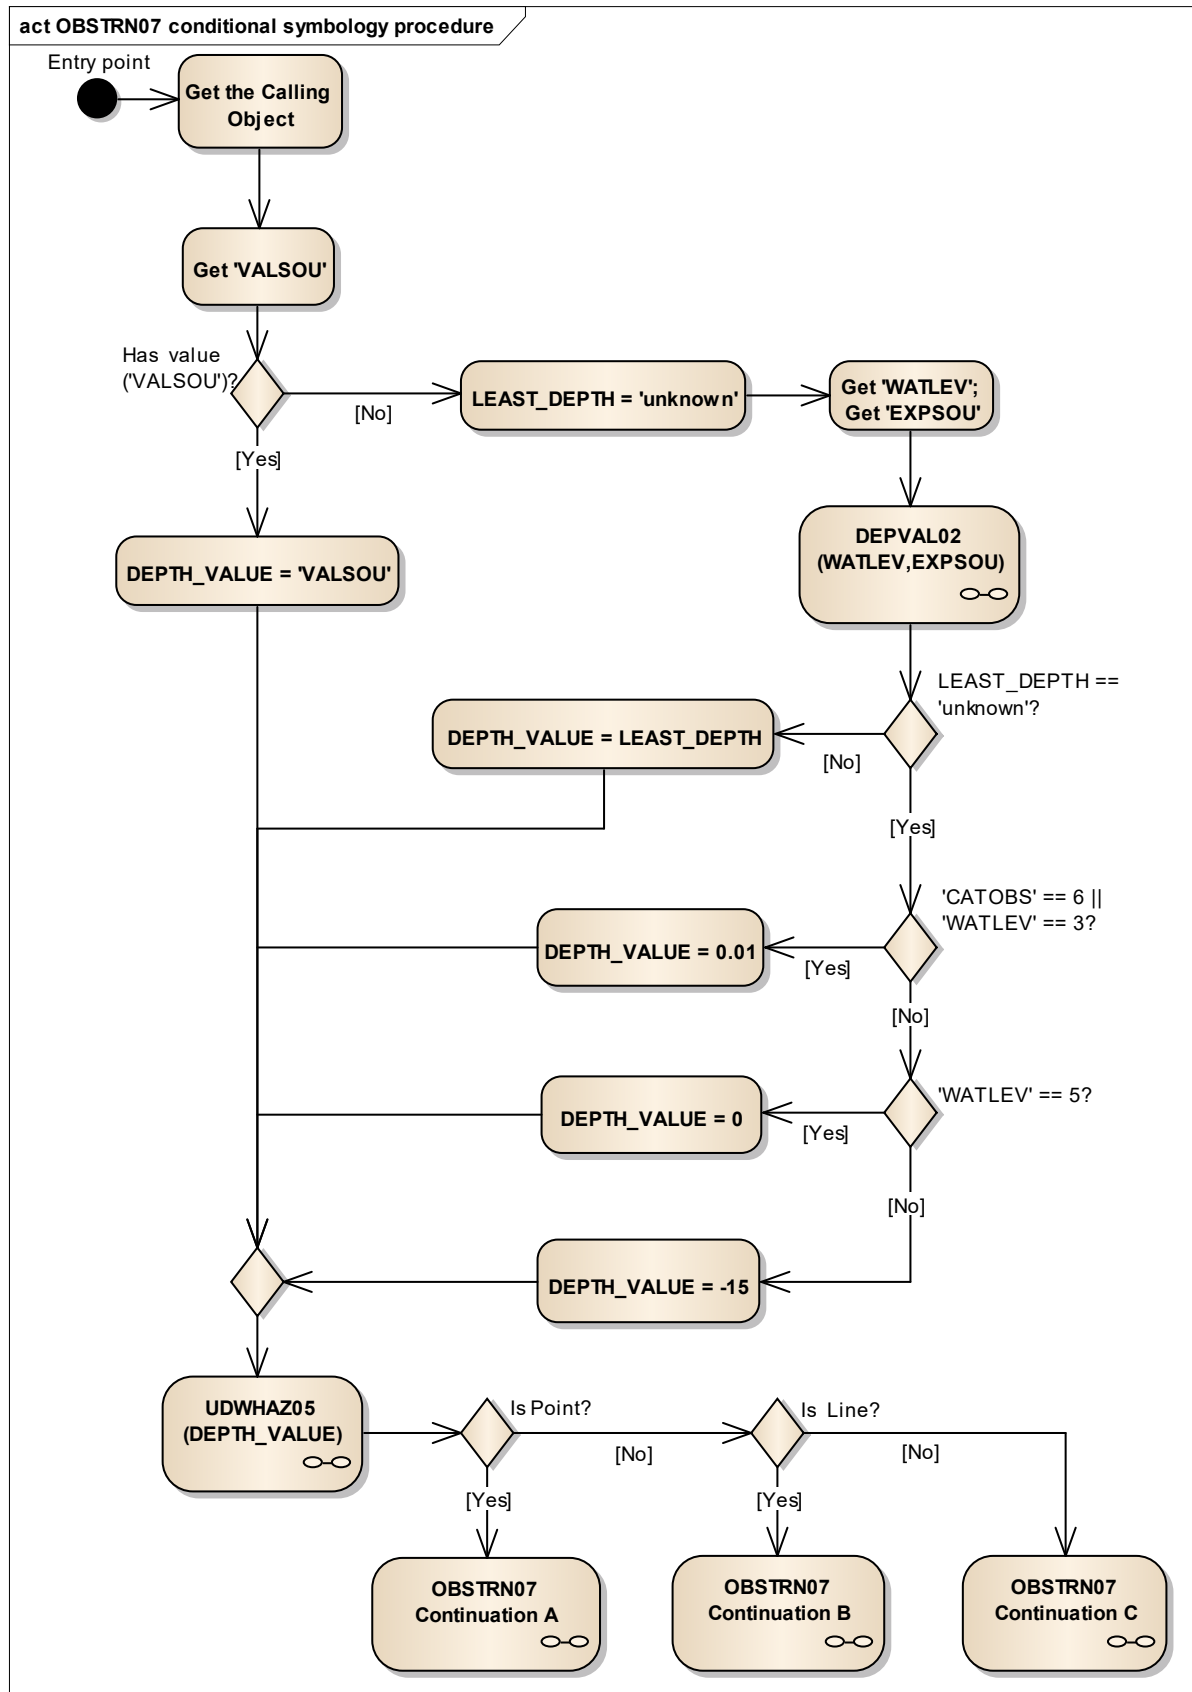 act OBSTRN07 conditional symbology procedure
Entry point
Get the Calling
Object
Get 'VALSOU'
Has value
('VALSOU')?
[No]
LEAST_DEPTH = 'unknown'
Get 'WATLEV';
Get 'EXPSOU'
[Yes]
DEPTH_VALUE = 'VALSOU'
DEPVAL02
(WATLEV,EXPSOU)
LEAST_DEPTH ==
'unknown'?
DEPTH_VALUE = LEAST_DEPTH
[No]
[Yes]
'CATOBS' == 6 ||
'WATLEV' == 3?
DEPTH_VALUE = 0.01
[Yes]
[No]
'WATLEV' == 5?
DEPTH_VALUE = 0
[Yes]
[No]
DEPTH_VALUE = -15
UDWHAZ05
(DEPTH_VALUE)
Is Point?
[No]
Is Line?
[No]
[Yes]
[Yes]
OBSTRN07
Continuation A
OBSTRN07
Continuation B
OBSTRN07
Continuation C